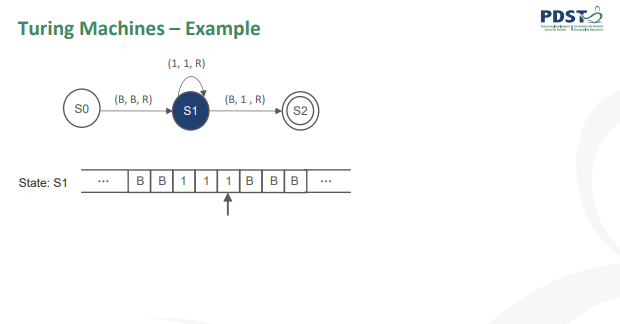 PDST
Turing Machines – Example
(1, 1, R)
(B, B, R)
(B, 1 , R)
S0
S1
S2
State: S1
... B B 1 1 1 B B B ...